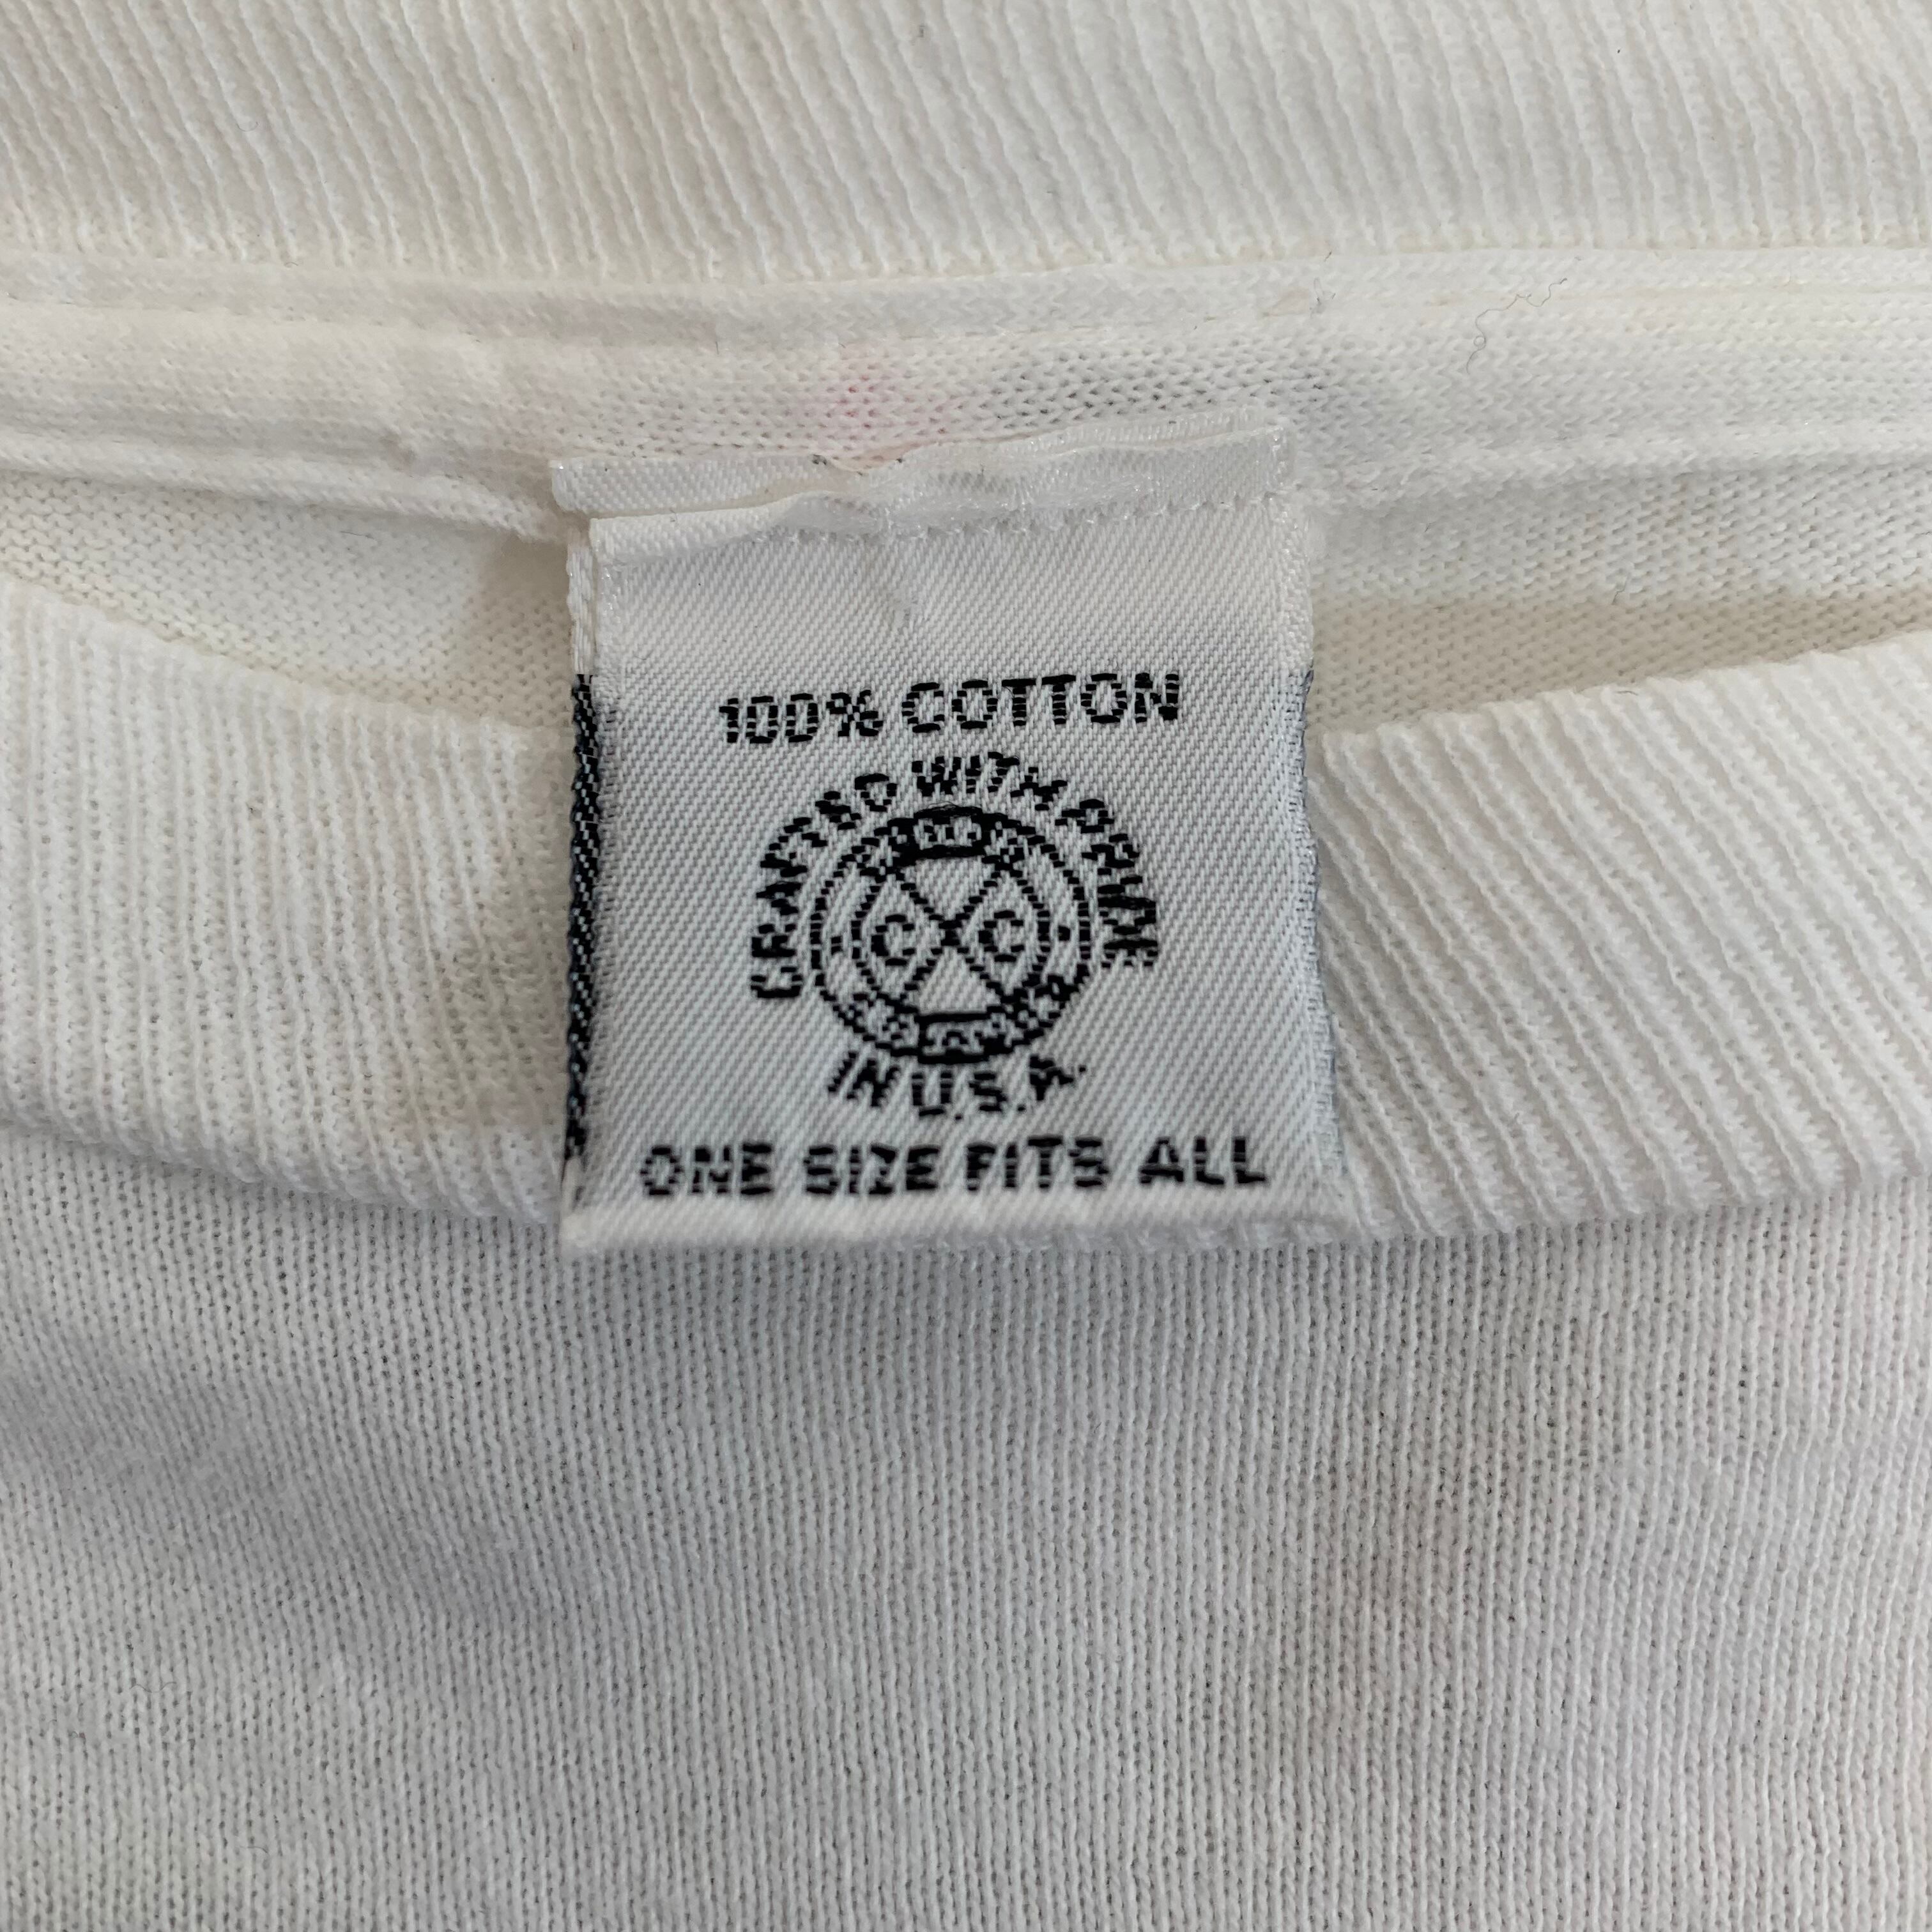 100% COTTON
CRAFTED WITH PRIDE
C C
IN U.S.A.
ONE SIZE FITS ALL